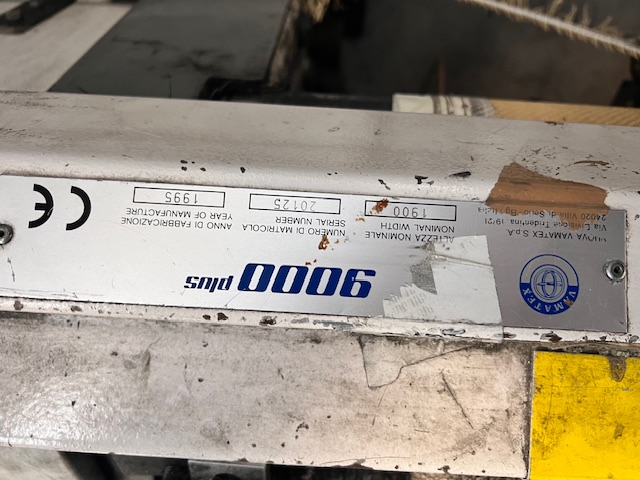 VAMATEX
9000 plus
NUOVA VAMATEX S.p.A.
24020 Villa di Serio - Bg - Italia
ALTEZZA NOMINALE
NOMINAL WIDTH
1900
NUMERO DI MATRICOLA
SERIAL NUMBER
20125
ANNO DI FABBRICAZIONE
YEAR OF MANUFACTURE
1995
CE